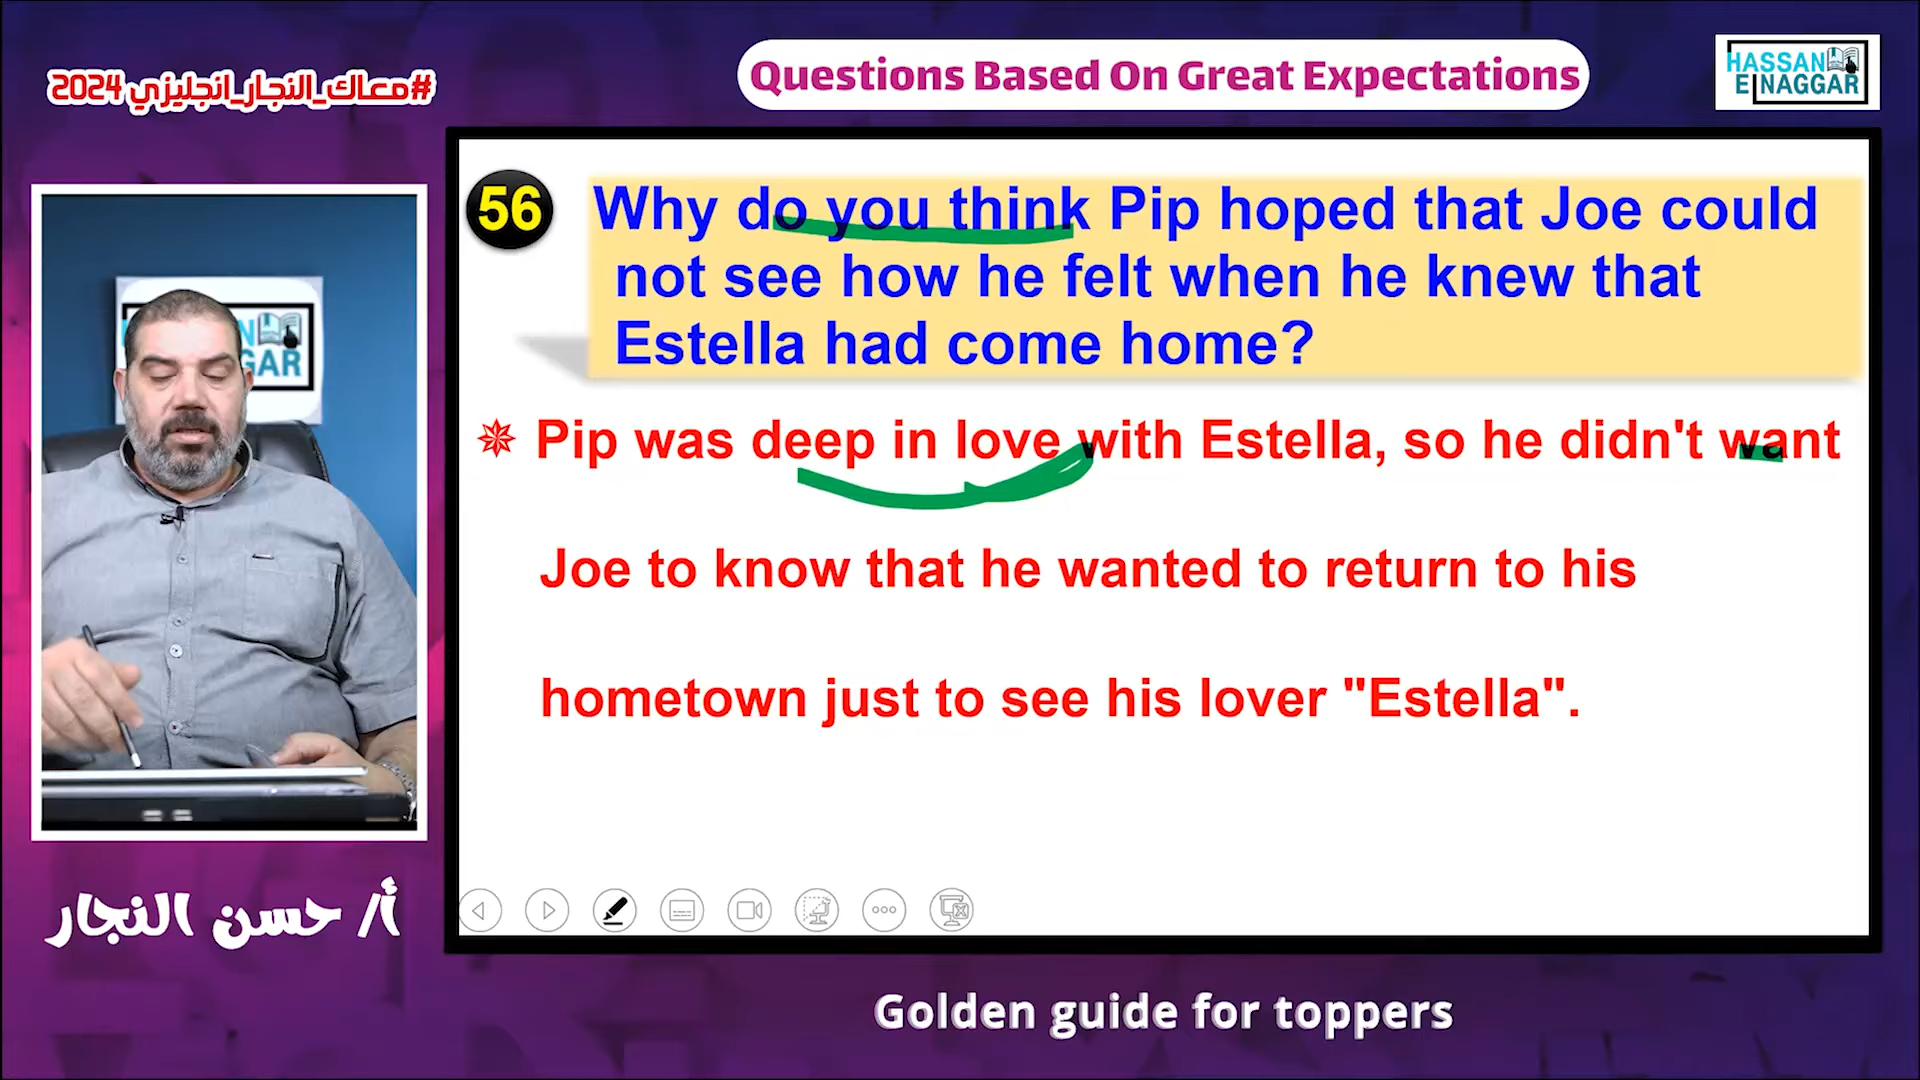 #معاك_النجار_انجليزي 2024
Questions Based On Great Expectations
HASSAN
ELNAGGAR
56
Why do you think Pip hoped that Joe could
not see how he felt when he knew that
Estella had come home?
Pip was deep in love with Estella, so he didn't want
Joe to know that he wanted to return to his
hometown just to see his lover "Estella".
أ/ حسن النجار
Golden guide for toppers